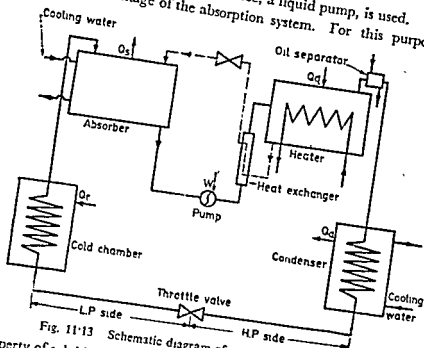 age of the absorption system. For this purp
, a liquid pump, is used.
Cooling water
Qs
Oil separator
Qg
Absorber
Heater
W
Heat exchanger
Pump
Qr
Qa
Cold chamber
Condenser
Throttle valve
Cooling water
L.P side
H.P side
Fig. 11·13 Schematic diagram of
perty of